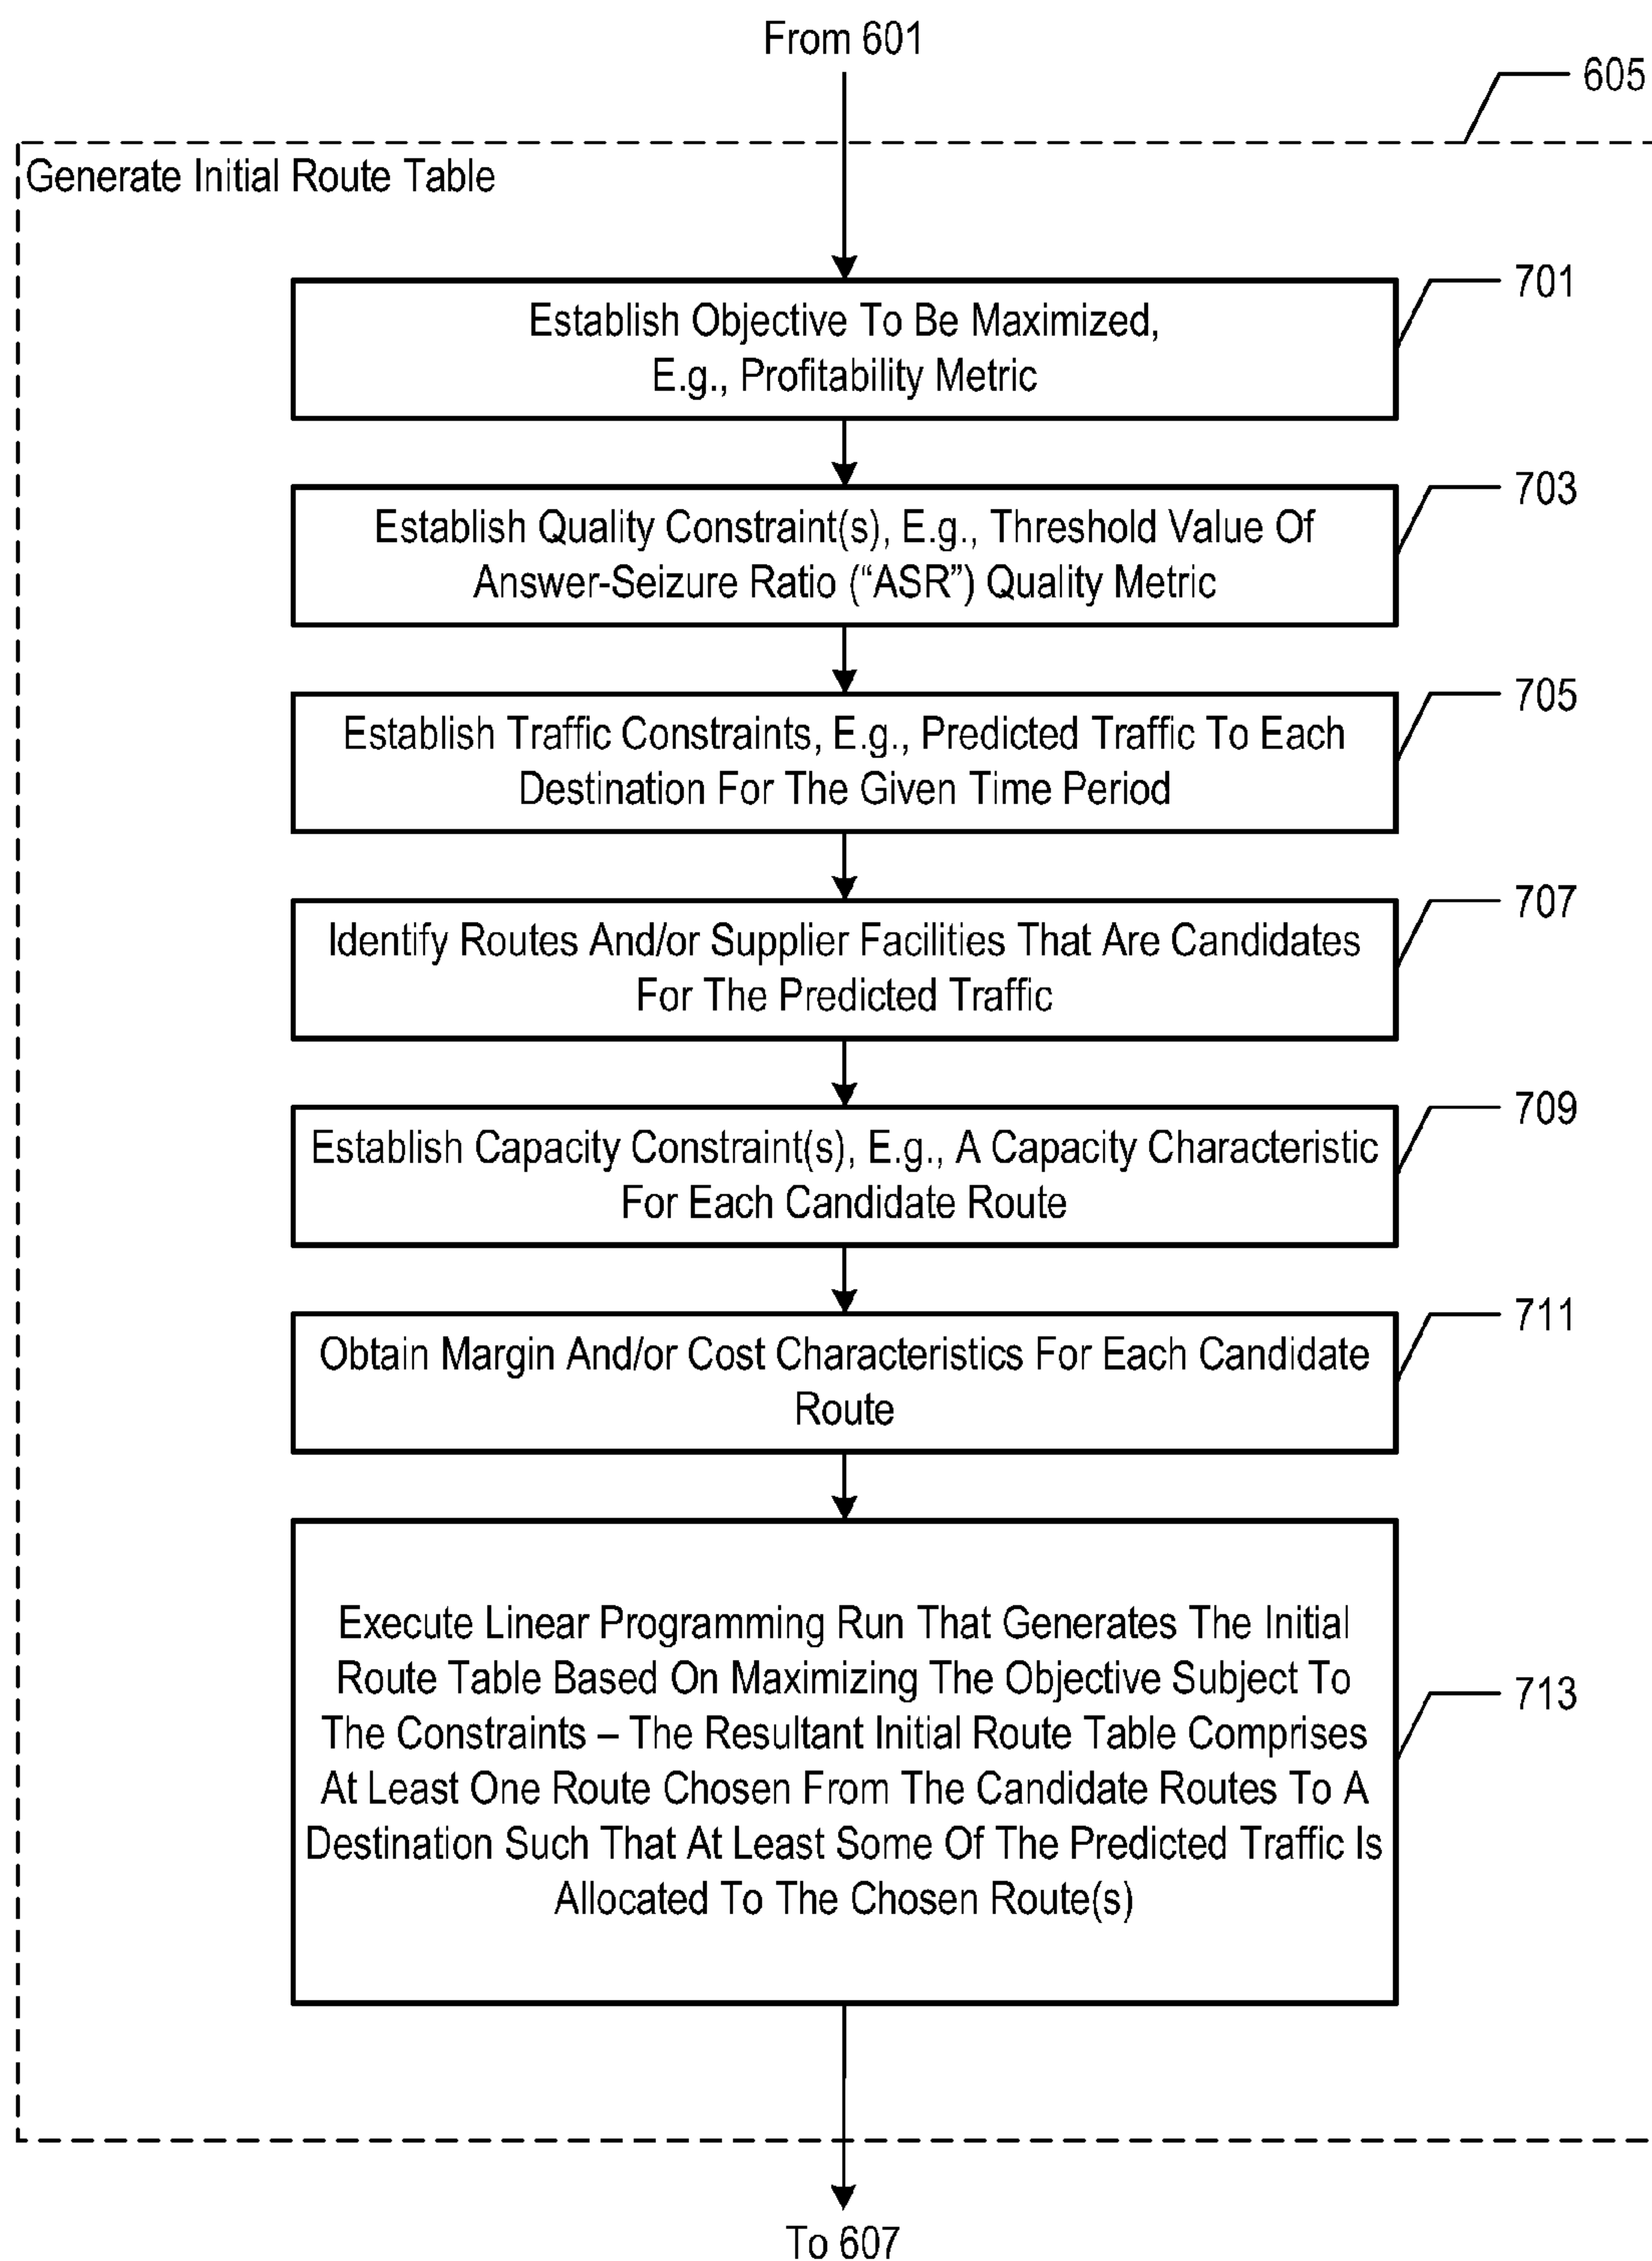 From 601
605
Generate Initial Route Table
701
Establish Objective To Be Maximized,
E.g., Profitability Metric
703
Establish Quality Constraint(s), E.g., Threshold Value Of
Answer-Seizure Ratio (“ASR”) Quality Metric
705
Establish Traffic Constraints, E.g., Predicted Traffic To Each
Destination For The Given Time Period
707
Identify Routes And/or Supplier Facilities That Are Candidates
For The Predicted Traffic
709
Establish Capacity Constraint(s), E.g., A Capacity Characteristic
For Each Candidate Route
711
Obtain Margin And/or Cost Characteristics For Each Candidate
Route
Execute Linear Programming Run That Generates The Initial
Route Table Based On Maximizing The Objective Subject To
713
The Constraints – The Resultant Initial Route Table Comprises
At Least One Route Chosen From The Candidate Routes To A
Destination Such That At Least Some Of The Predicted Traffic Is
Allocated To The Chosen Route(s)
To 607